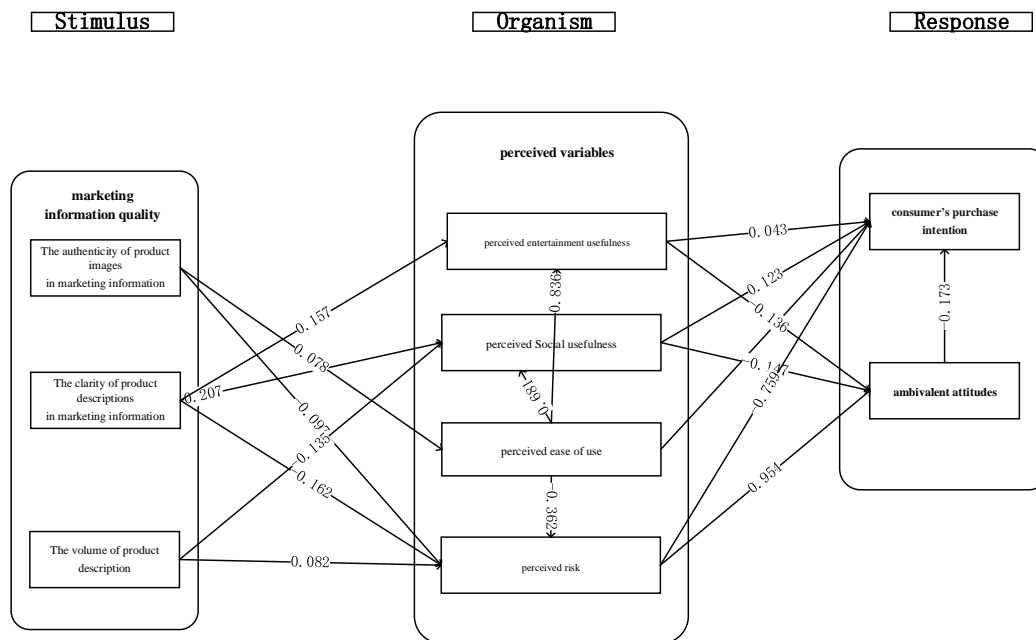 Stimulus
Organism
Response
marketing
information quality
The authenticity of product
images
in marketing information
The clarity of product
descriptions
in marketing information
The volume of product
description
perceived variables
perceived entertainment usefulness
perceived Social usefulness
perceived ease of use
perceived risk
consumer's purchase
intention
ambivalent attitudes
0.157
0.078
0.207
-0.097
-0.135
-0.162
0.082
0.938
0.681
-0.362
0.043
0.123
-0.136
-0.147
0.954
-0.173